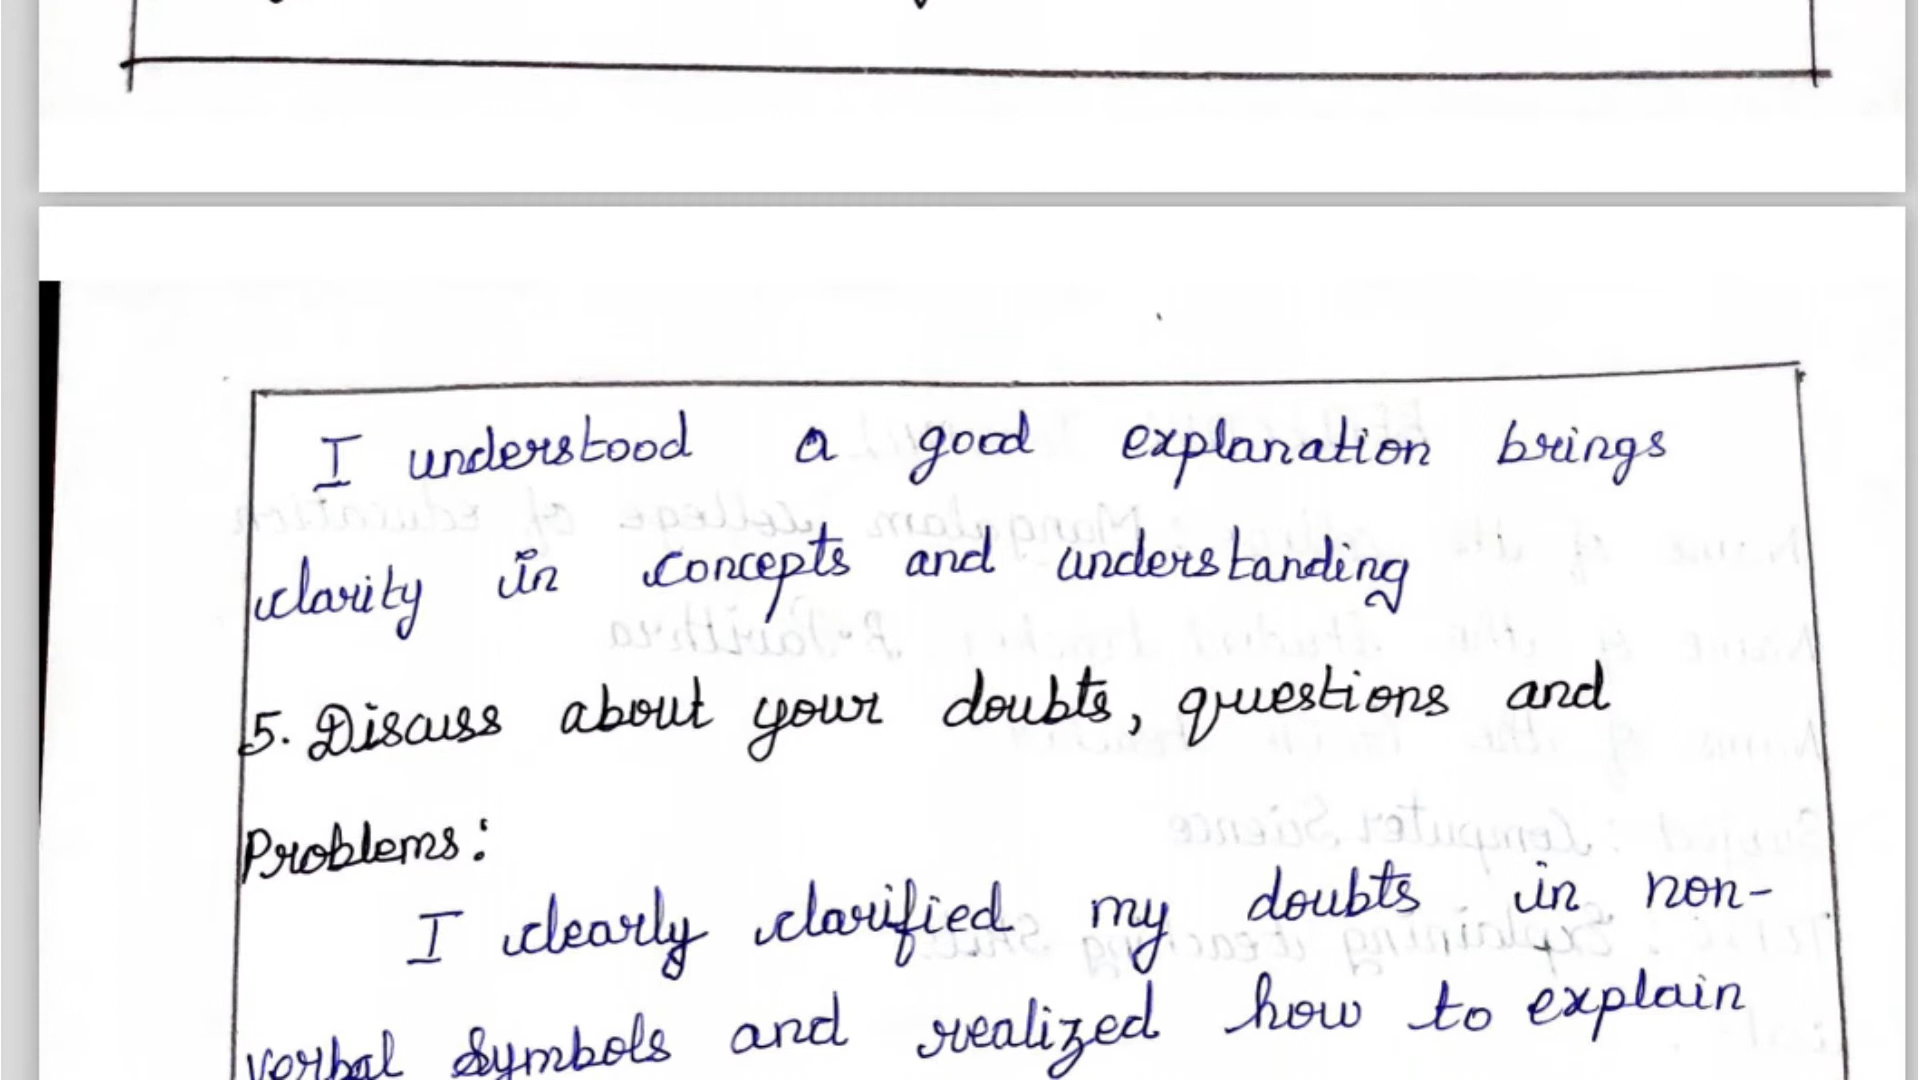 I understood a good explanation brings
clarity in concepts and understanding
5. Discuss about your doubts, questions and
Problems:
I clearly clarified my doubts in non-
verbal symbols and realized how to explain